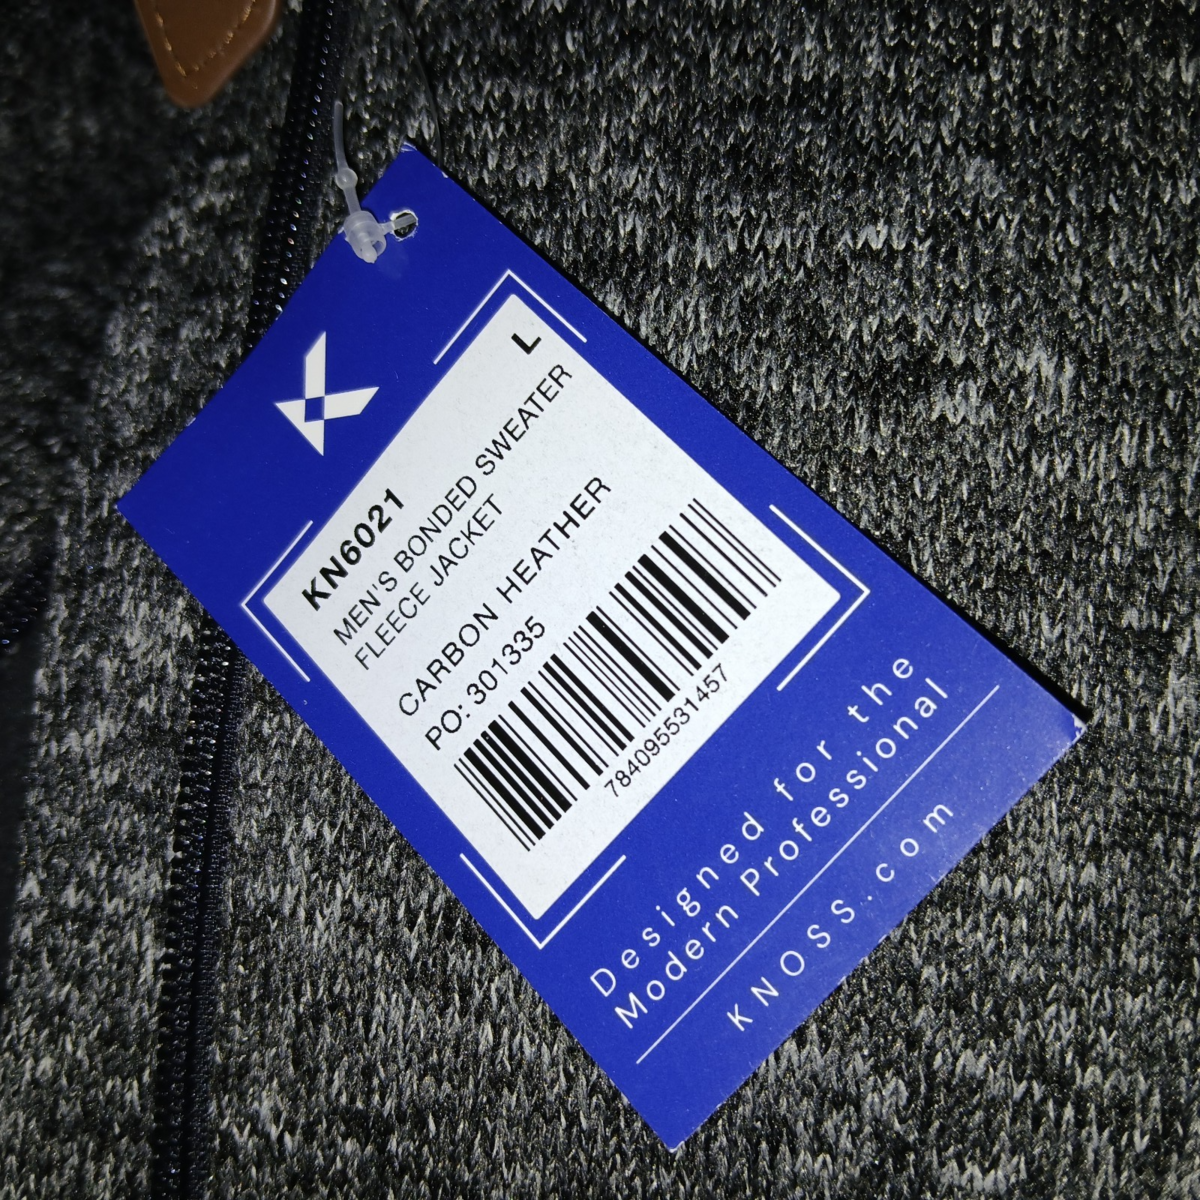 L
KN6021
MEN'S BONDED SWEATER
FLEECE JACKET
CARBON HEATHER
PO: 301335
784095531457
Designed for the
Modern Professional
KNOSS.com